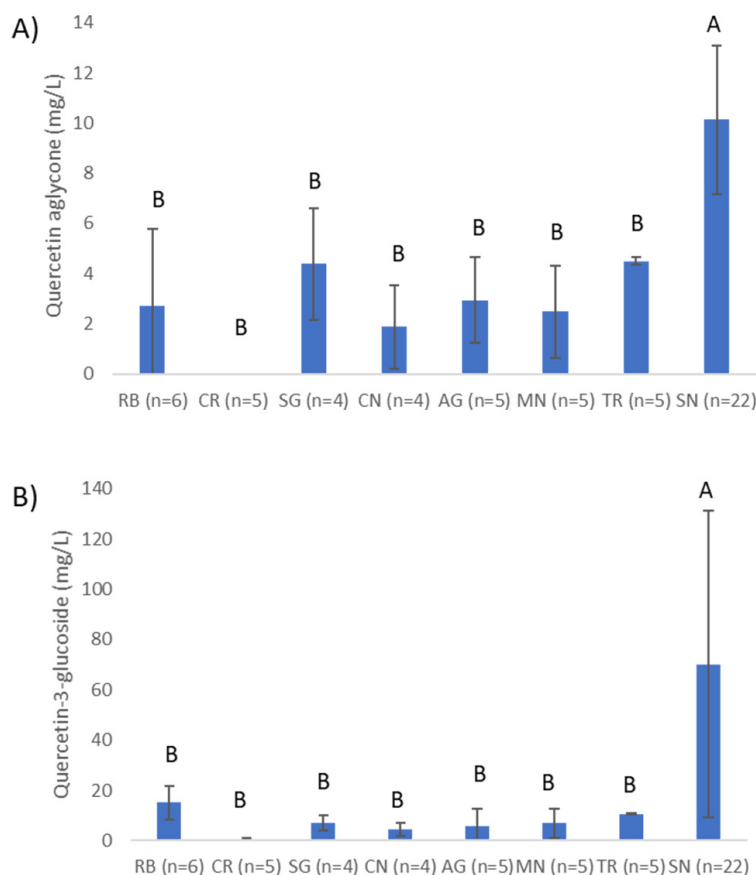 A)
Quercetin aglycone (mg/L)
14
12
10
8
6
4
2
0
B
B
B
B
B
B
B
A
RB (n=6) CR (n=5) SG (n=4) CN (n=4) AG (n=5) MN (n=5) TR (n=5) SN (n=22)
B)
Quercetin-3-glucoside (mg/L)
140
120
100
80
60
40
20
0
B
B
B
B
B
B
B
A
RB (n=6) CR (n=5) SG (n=4) CN (n=4) AG (n=5) MN (n=5) TR (n=5) SN (n=22)